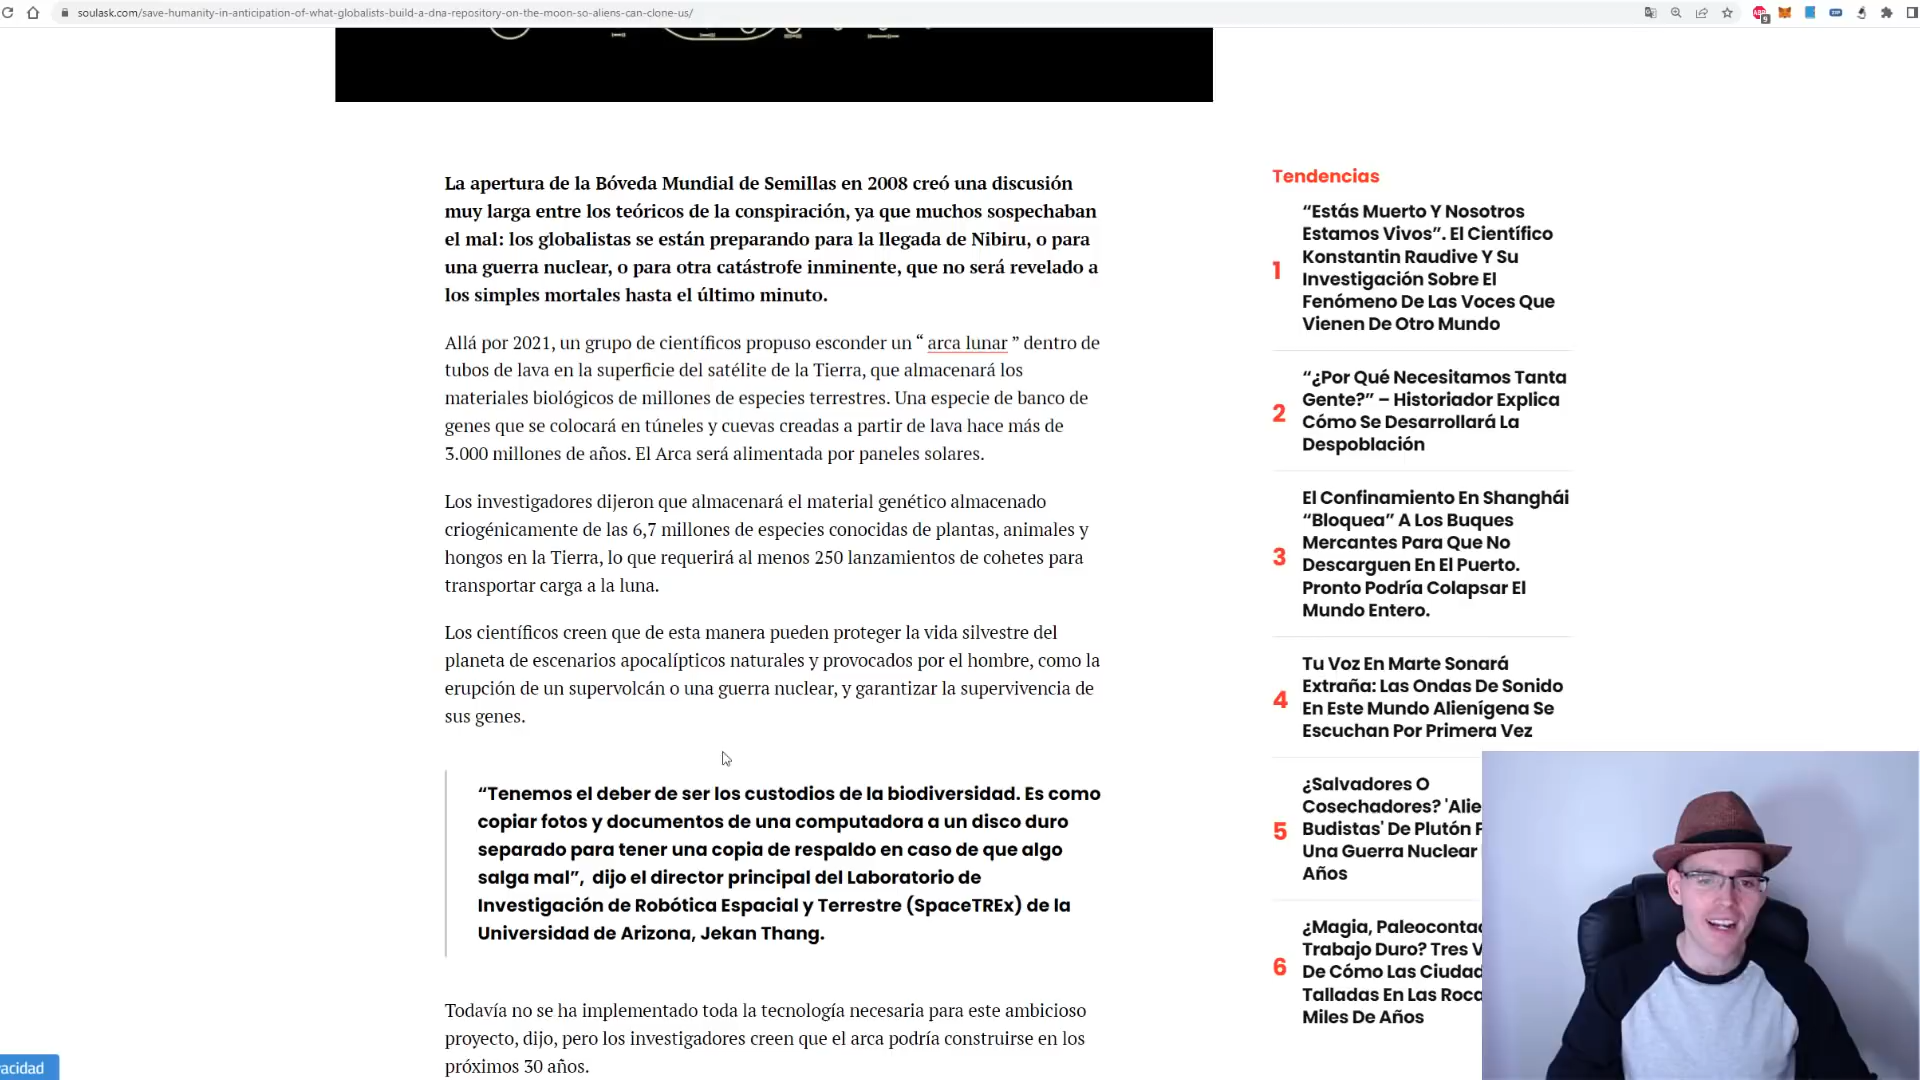 soulask.com/save-humanity-in-anticipation-of-what-globalists-build-a-dna-repository-on-the-moon-so-aliens-can-clone-us/
La apertura de la Bóveda Mundial de Semillas en 2008 creó una discusión
muy larga entre los teóricos de la conspiración, ya que muchos sospechaban
el mal: los globalistas se están preparando para la llegada de Nibiru, o para
una guerra nuclear, o para otra catástrofe inminente, que no será revelado a
los simples mortales hasta el último minuto.
Allá por 2021, un grupo de científicos propuso esconder un “ arca lunar ” dentro de
tubos de lava en la superficie del satélite de la Tierra, que almacenará los
materiales biológicos de millones de especies terrestres. Una especie de banco de
genes que se colocará en túneles y cuevas creadas a partir de lava hace más de
3.000 millones de años. El Arca será alimentada por paneles solares.
Los investigadores dijeron que almacenará el material genético almacenado
criogénicamente de las 6,7 millones de especies conocidas de plantas, animales y
hongos en la Tierra, lo que requerirá al menos 250 lanzamientos de cohetes para
transportar carga a la luna.
Los científicos creen que de esta manera pueden proteger la vida silvestre del
planeta de escenarios apocalípticos naturales y provocados por el hombre, como la
erupción de un supervolcán o una guerra nuclear, y garantizar la supervivencia de
sus genes.
“Tenemos el deber de ser los custodios de la biodiversidad. Es como
copiar fotos y documentos de una computadora a un disco duro
separado para tener una copia de respaldo en caso de que algo
salga mal”, dijo el director principal del Laboratorio de
Investigación de Robótica Espacial y Terrestre (SpaceTREx) de la
Universidad de Arizona, Jekan Thang.
Todavía no se ha implementado toda la tecnología necesaria para este ambicioso
proyecto, dijo, pero los investigadores creen que el arca podría construirse en los
próximos 30 años.
acidad
Tendencias
1
“Estás Muerto Y Nosotros
Estamos Vivos”. El Científico
Konstantin Raudive Y Su
Investigación Sobre El
Fenómeno De Las Voces Que
Vienen De Otro Mundo
2
“¿Por Qué Necesitamos Tanta
Gente?” – Historiador Explica
Cómo Se Desarrollará La
Despoblación
3
El Confinamiento En Shanghái
“Bloquea” A Los Buques
Mercantes Para Que No
Descarguen En El Puerto.
Pronto Podría Colapsar El
Mundo Entero.
4
Tu Voz En Marte Sonará
Extraña: Las Ondas De Sonido
En Este Mundo Alienígena Se
Escuchan Por Primera Vez
5
¿Salvadores O
Cosechadores? 'Alie
Budistas' De Plutón
Una Guerra Nuclear
Años
6
¿Magia, Paleocontac
Trabajo Duro? Tres V
De Cómo Las Ciudad
Talladas En Las Roca
Miles De Años